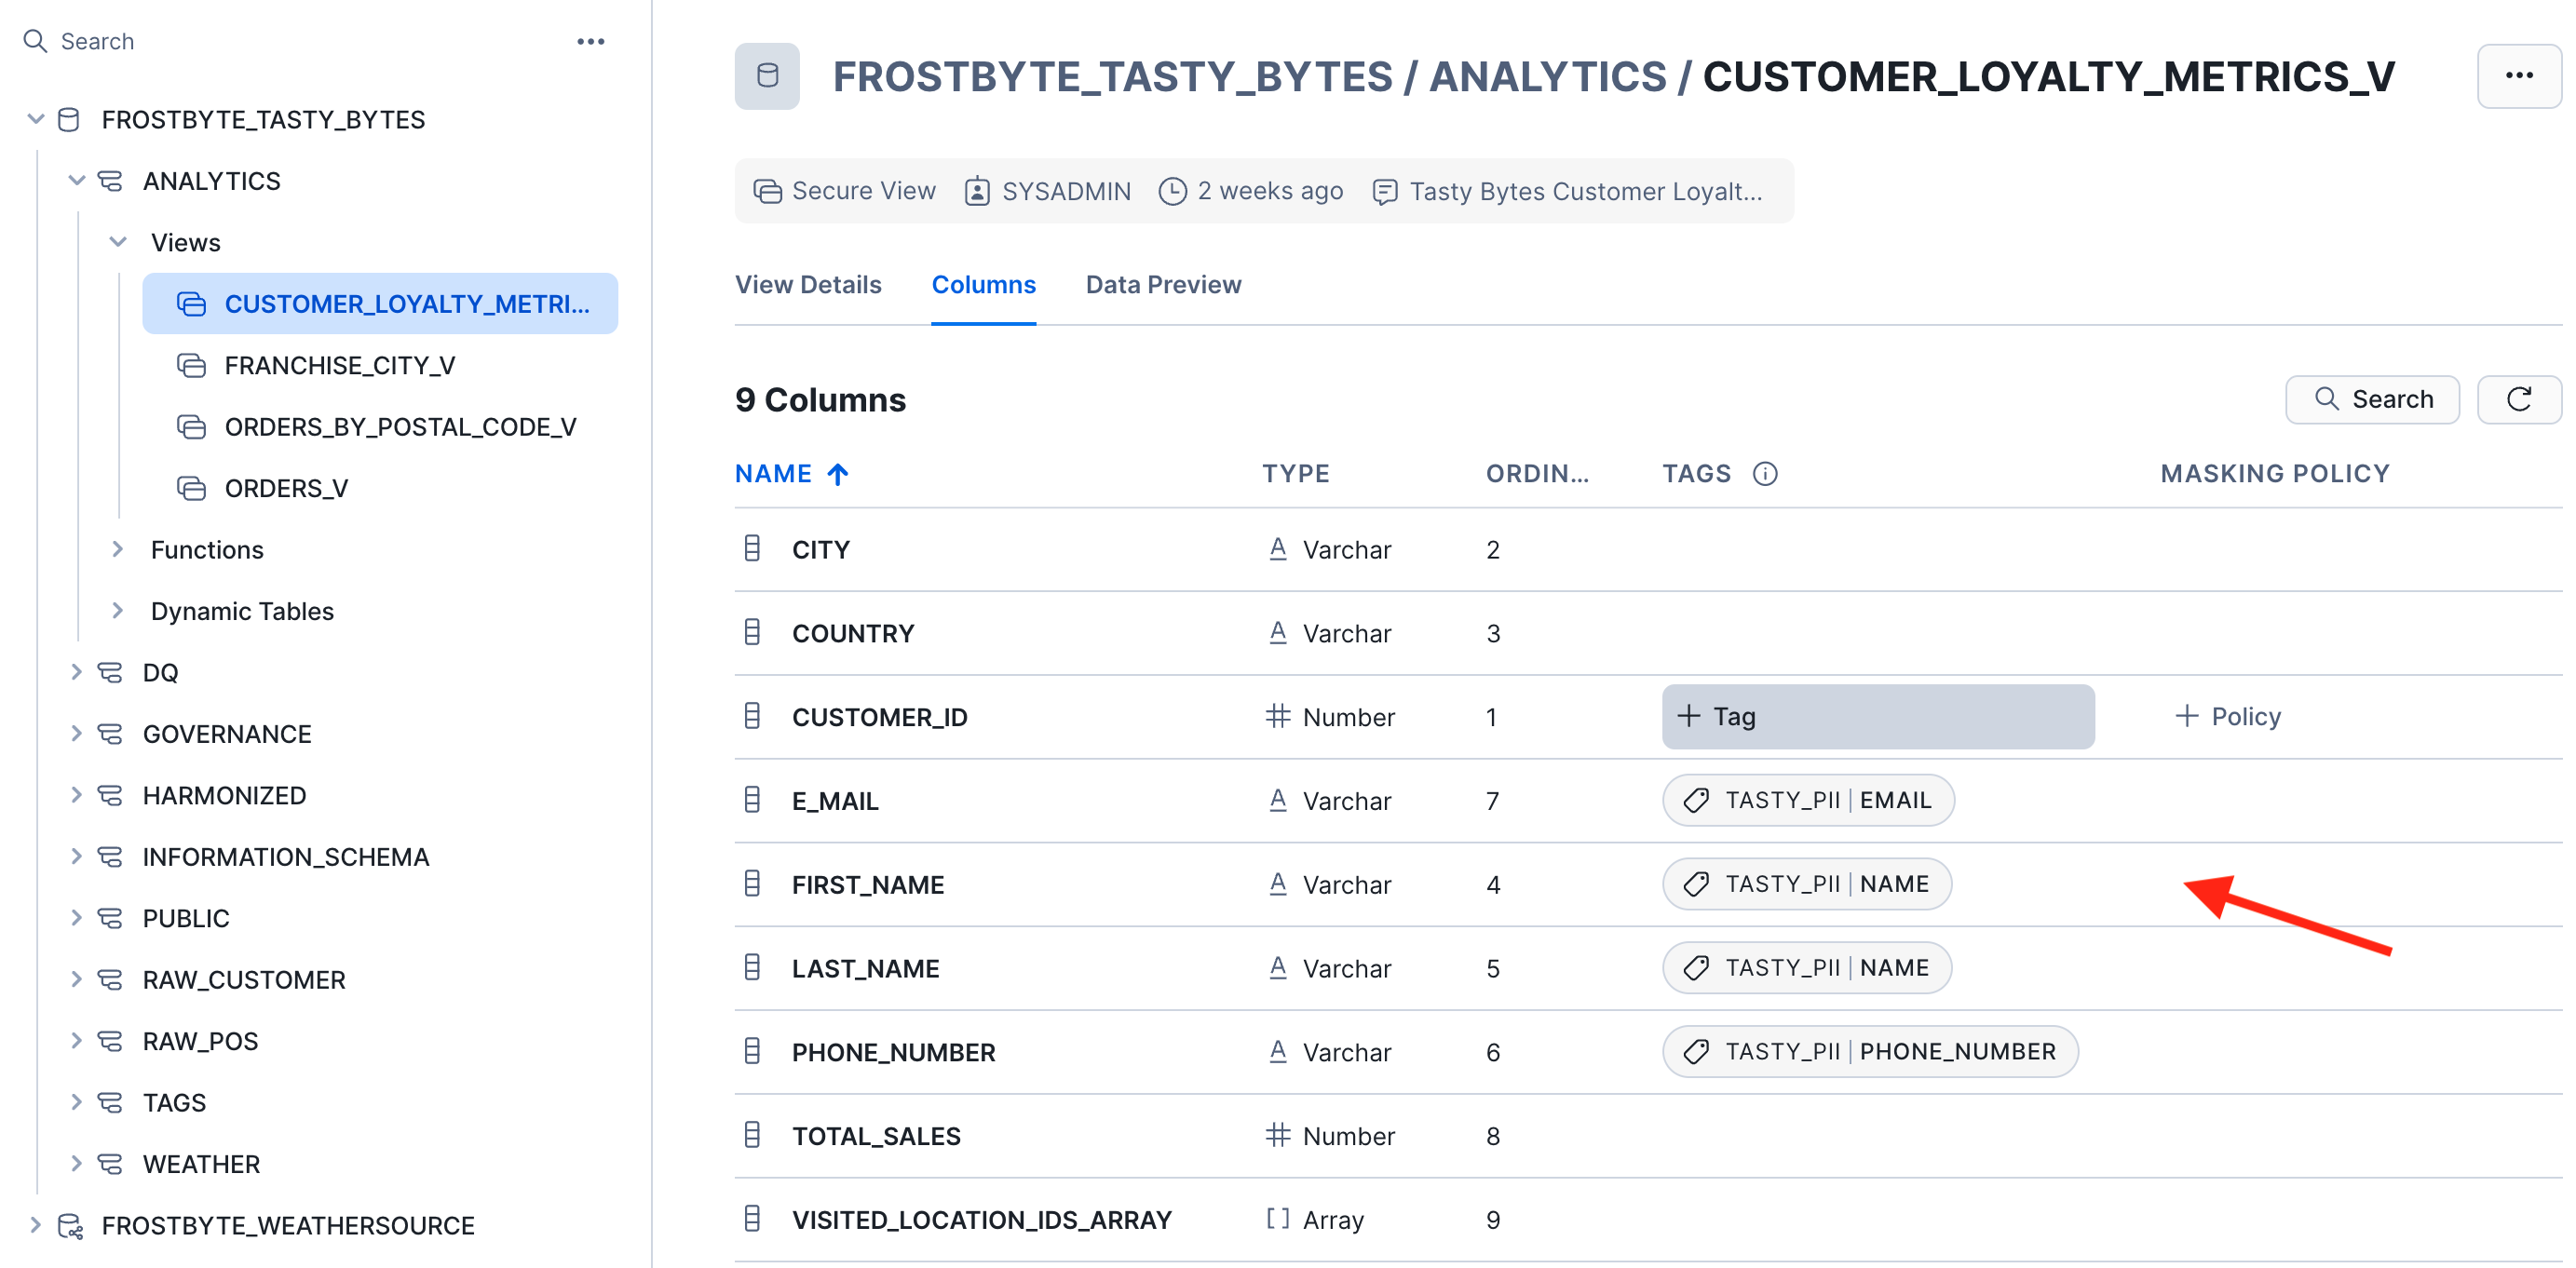 Search
FROSTBYTE_TASTY_BYTES
ANALYTICS
Views
CUSTOMER_LOYALTY_METRI...
FRANCHISE_CITY_V
ORDERS_BY_POSTAL_CODE_V
ORDERS_V
Functions
Dynamic Tables
DQ
GOVERNANCE
HARMONIZED
INFORMATION_SCHEMA
PUBLIC
RAW_CUSTOMER
RAW_POS
TAGS
WEATHER
FROSTBYTE_WEATHERSOURCE
FROSTBYTE_TASTY_BYTES / ANALYTICS / CUSTOMER_LOYALTY_METRICS_V
Secure View SYSADMIN 2 weeks ago Tasty Bytes Customer Loyalt...
View Details Columns Data Preview
9 Columns Search
NAME TYPE ORDIN... TAGS MASKING POLICY
CITY Varchar 2
COUNTRY Varchar 3
CUSTOMER_ID Number 1 + Tag + Policy
E_MAIL Varchar 7 TASTY_PII | EMAIL
FIRST_NAME Varchar 4 TASTY_PII | NAME
LAST_NAME Varchar 5 TASTY_PII | NAME
PHONE_NUMBER Varchar 6 TASTY_PII | PHONE_NUMBER
TOTAL_SALES Number 8
VISITED_LOCATION_IDS_ARRAY Array 9